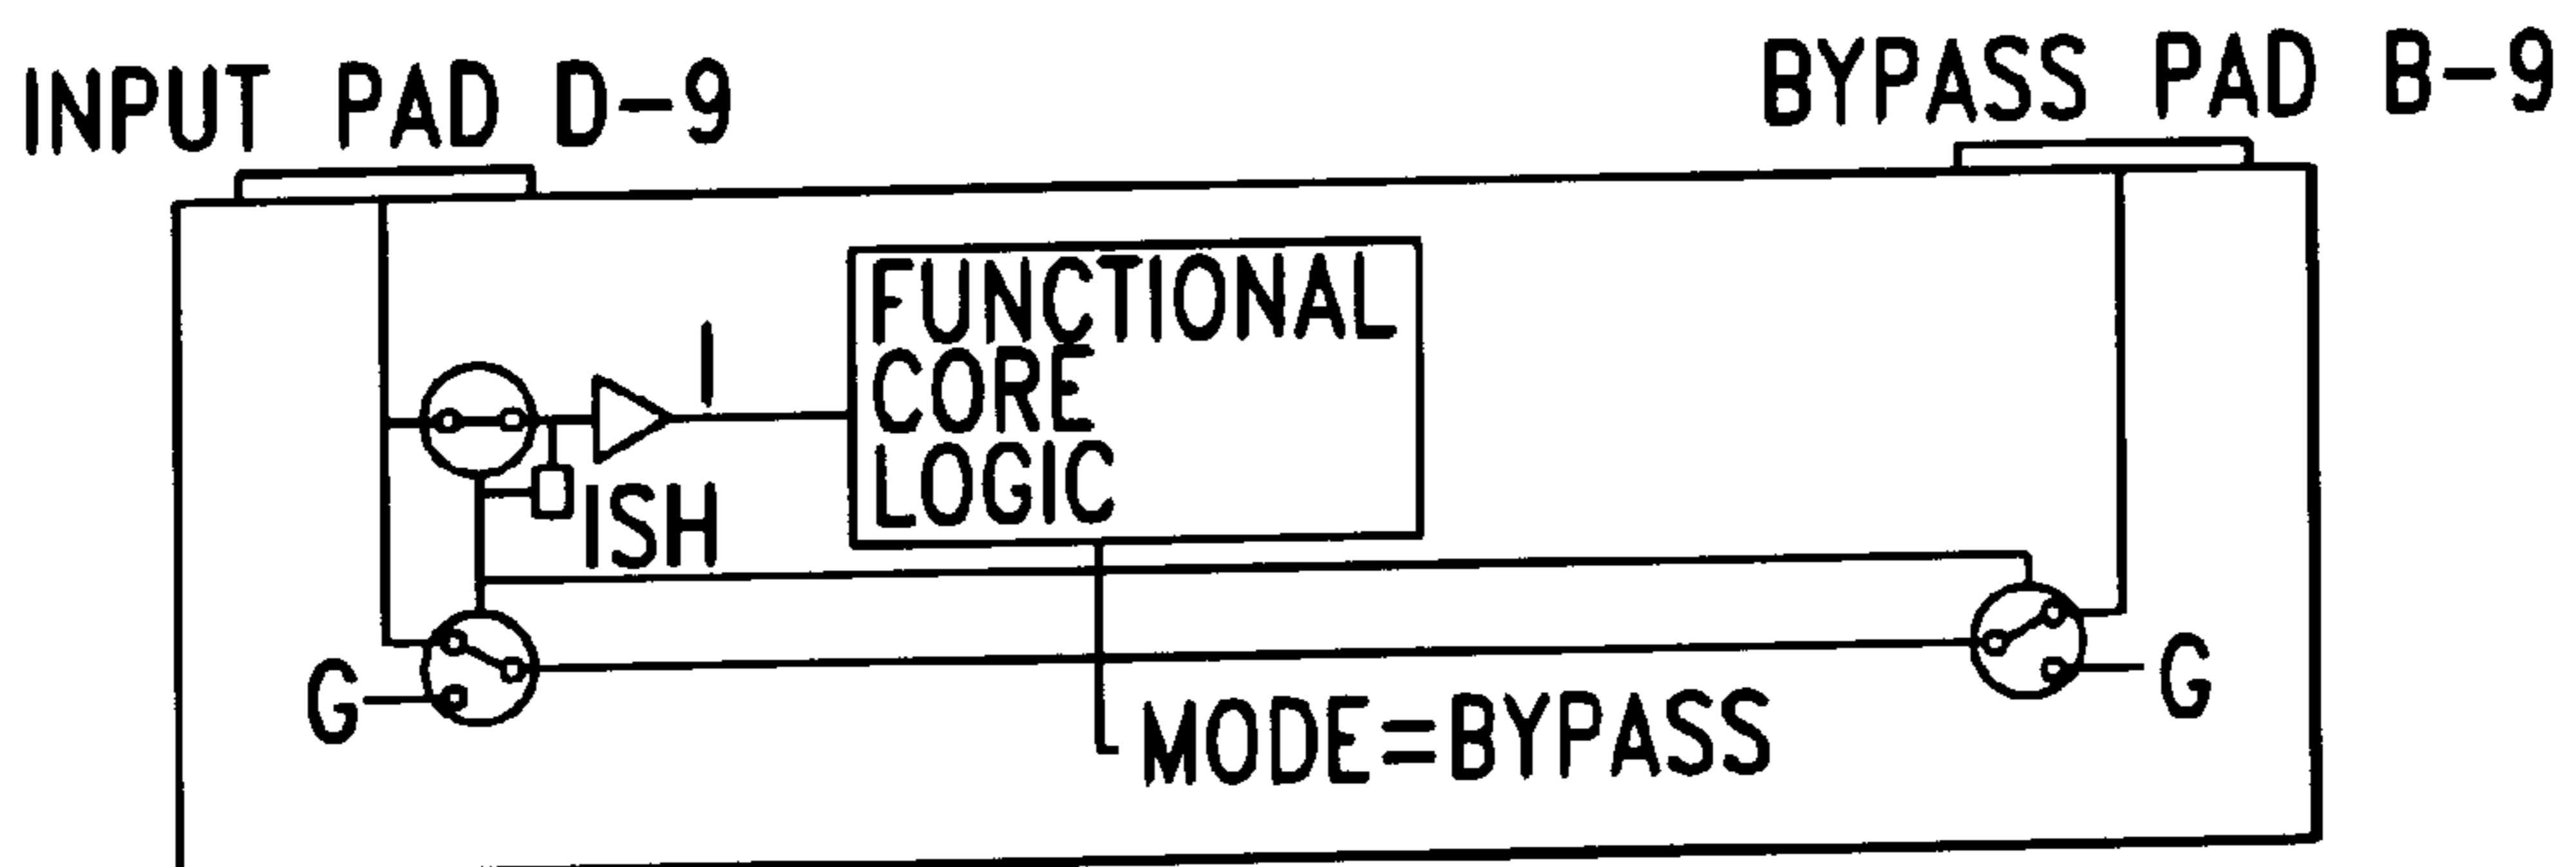 INPUT PAD D-9
BYPASS PAD B-9
I
FUNCTIONAL
CORE
LOGIC
ISH
G
G
MODE=BYPASS